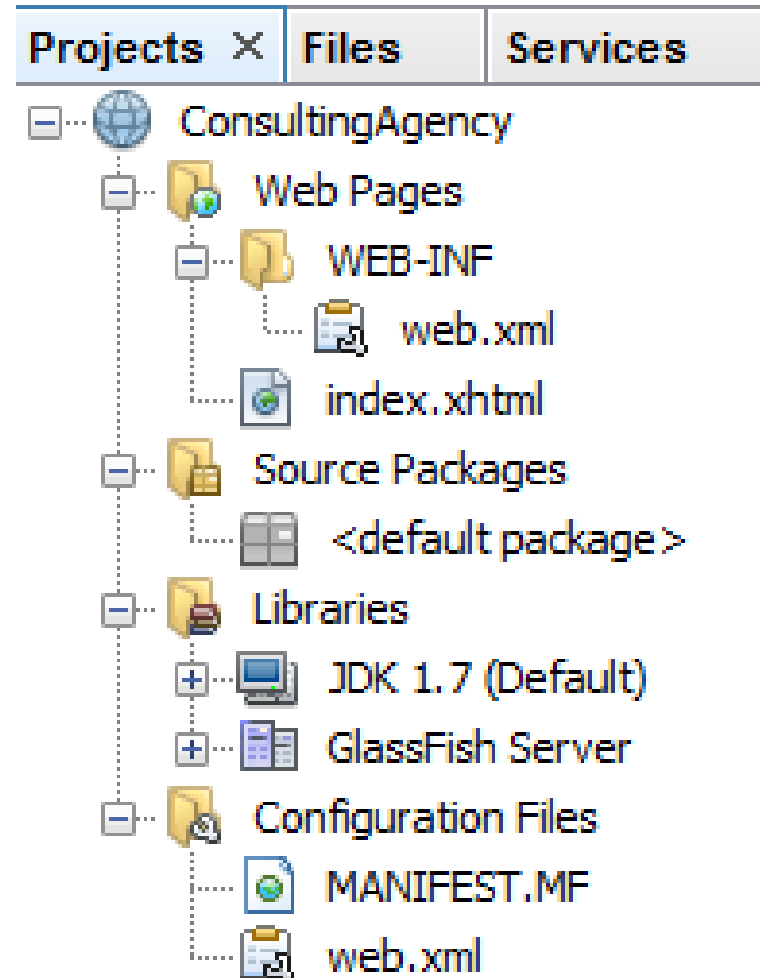 Projects Files Services
ConsultingAgency
Web Pages
WEB-INF
web.xml
index.xhtml
Source Packages
<default package>
Libraries
JDK 1.7 (Default)
GlassFish Server
Configuration Files
MANIFEST.MF
web.xml